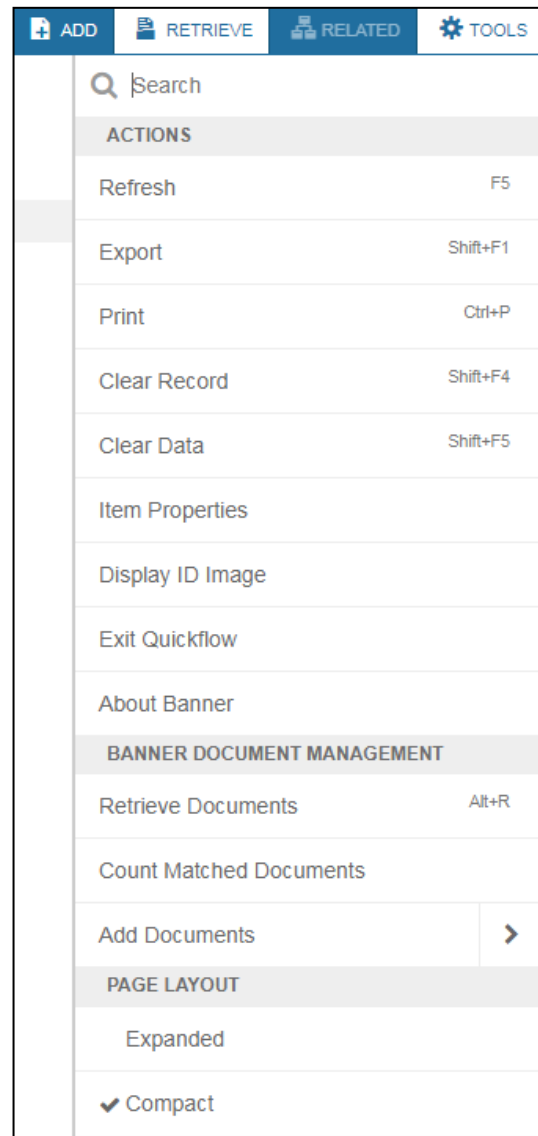 ADD RETRIEVE RELATED TOOLS
Search
ACTIONS
Refresh F5
Export Shift+F1
Print Ctrl+P
Clear Record Shift+F4
Clear Data Shift+F5
Item Properties
Display ID Image
Exit Quickflow
About Banner
BANNER DOCUMENT MANAGEMENT
Retrieve Documents Alt+R
Count Matched Documents
Add Documents
PAGE LAYOUT
Expanded
Compact